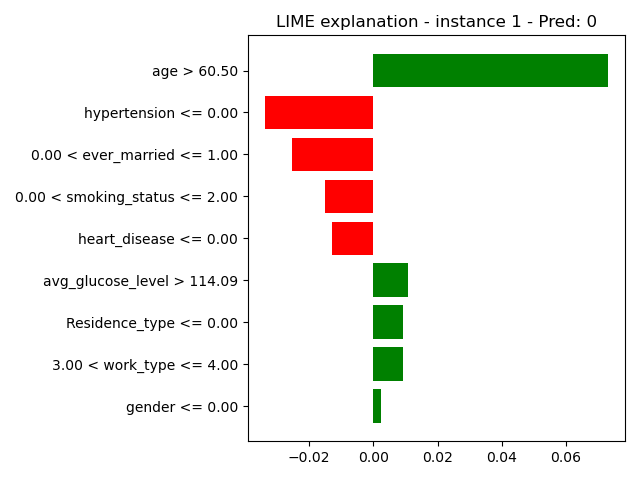 LIME explanation - instance 1 - Pred: 0
age > 60.50
hypertension <= 0.00
0.00 < ever_married <= 1.00
0.00 < smoking_status <= 2.00
heart_disease <= 0.00
avg_glucose_level > 114.09
Residence_type <= 0.00
3.00 < work_type <= 4.00
gender <= 0.00
−0.02 0.00 0.02 0.04 0.06